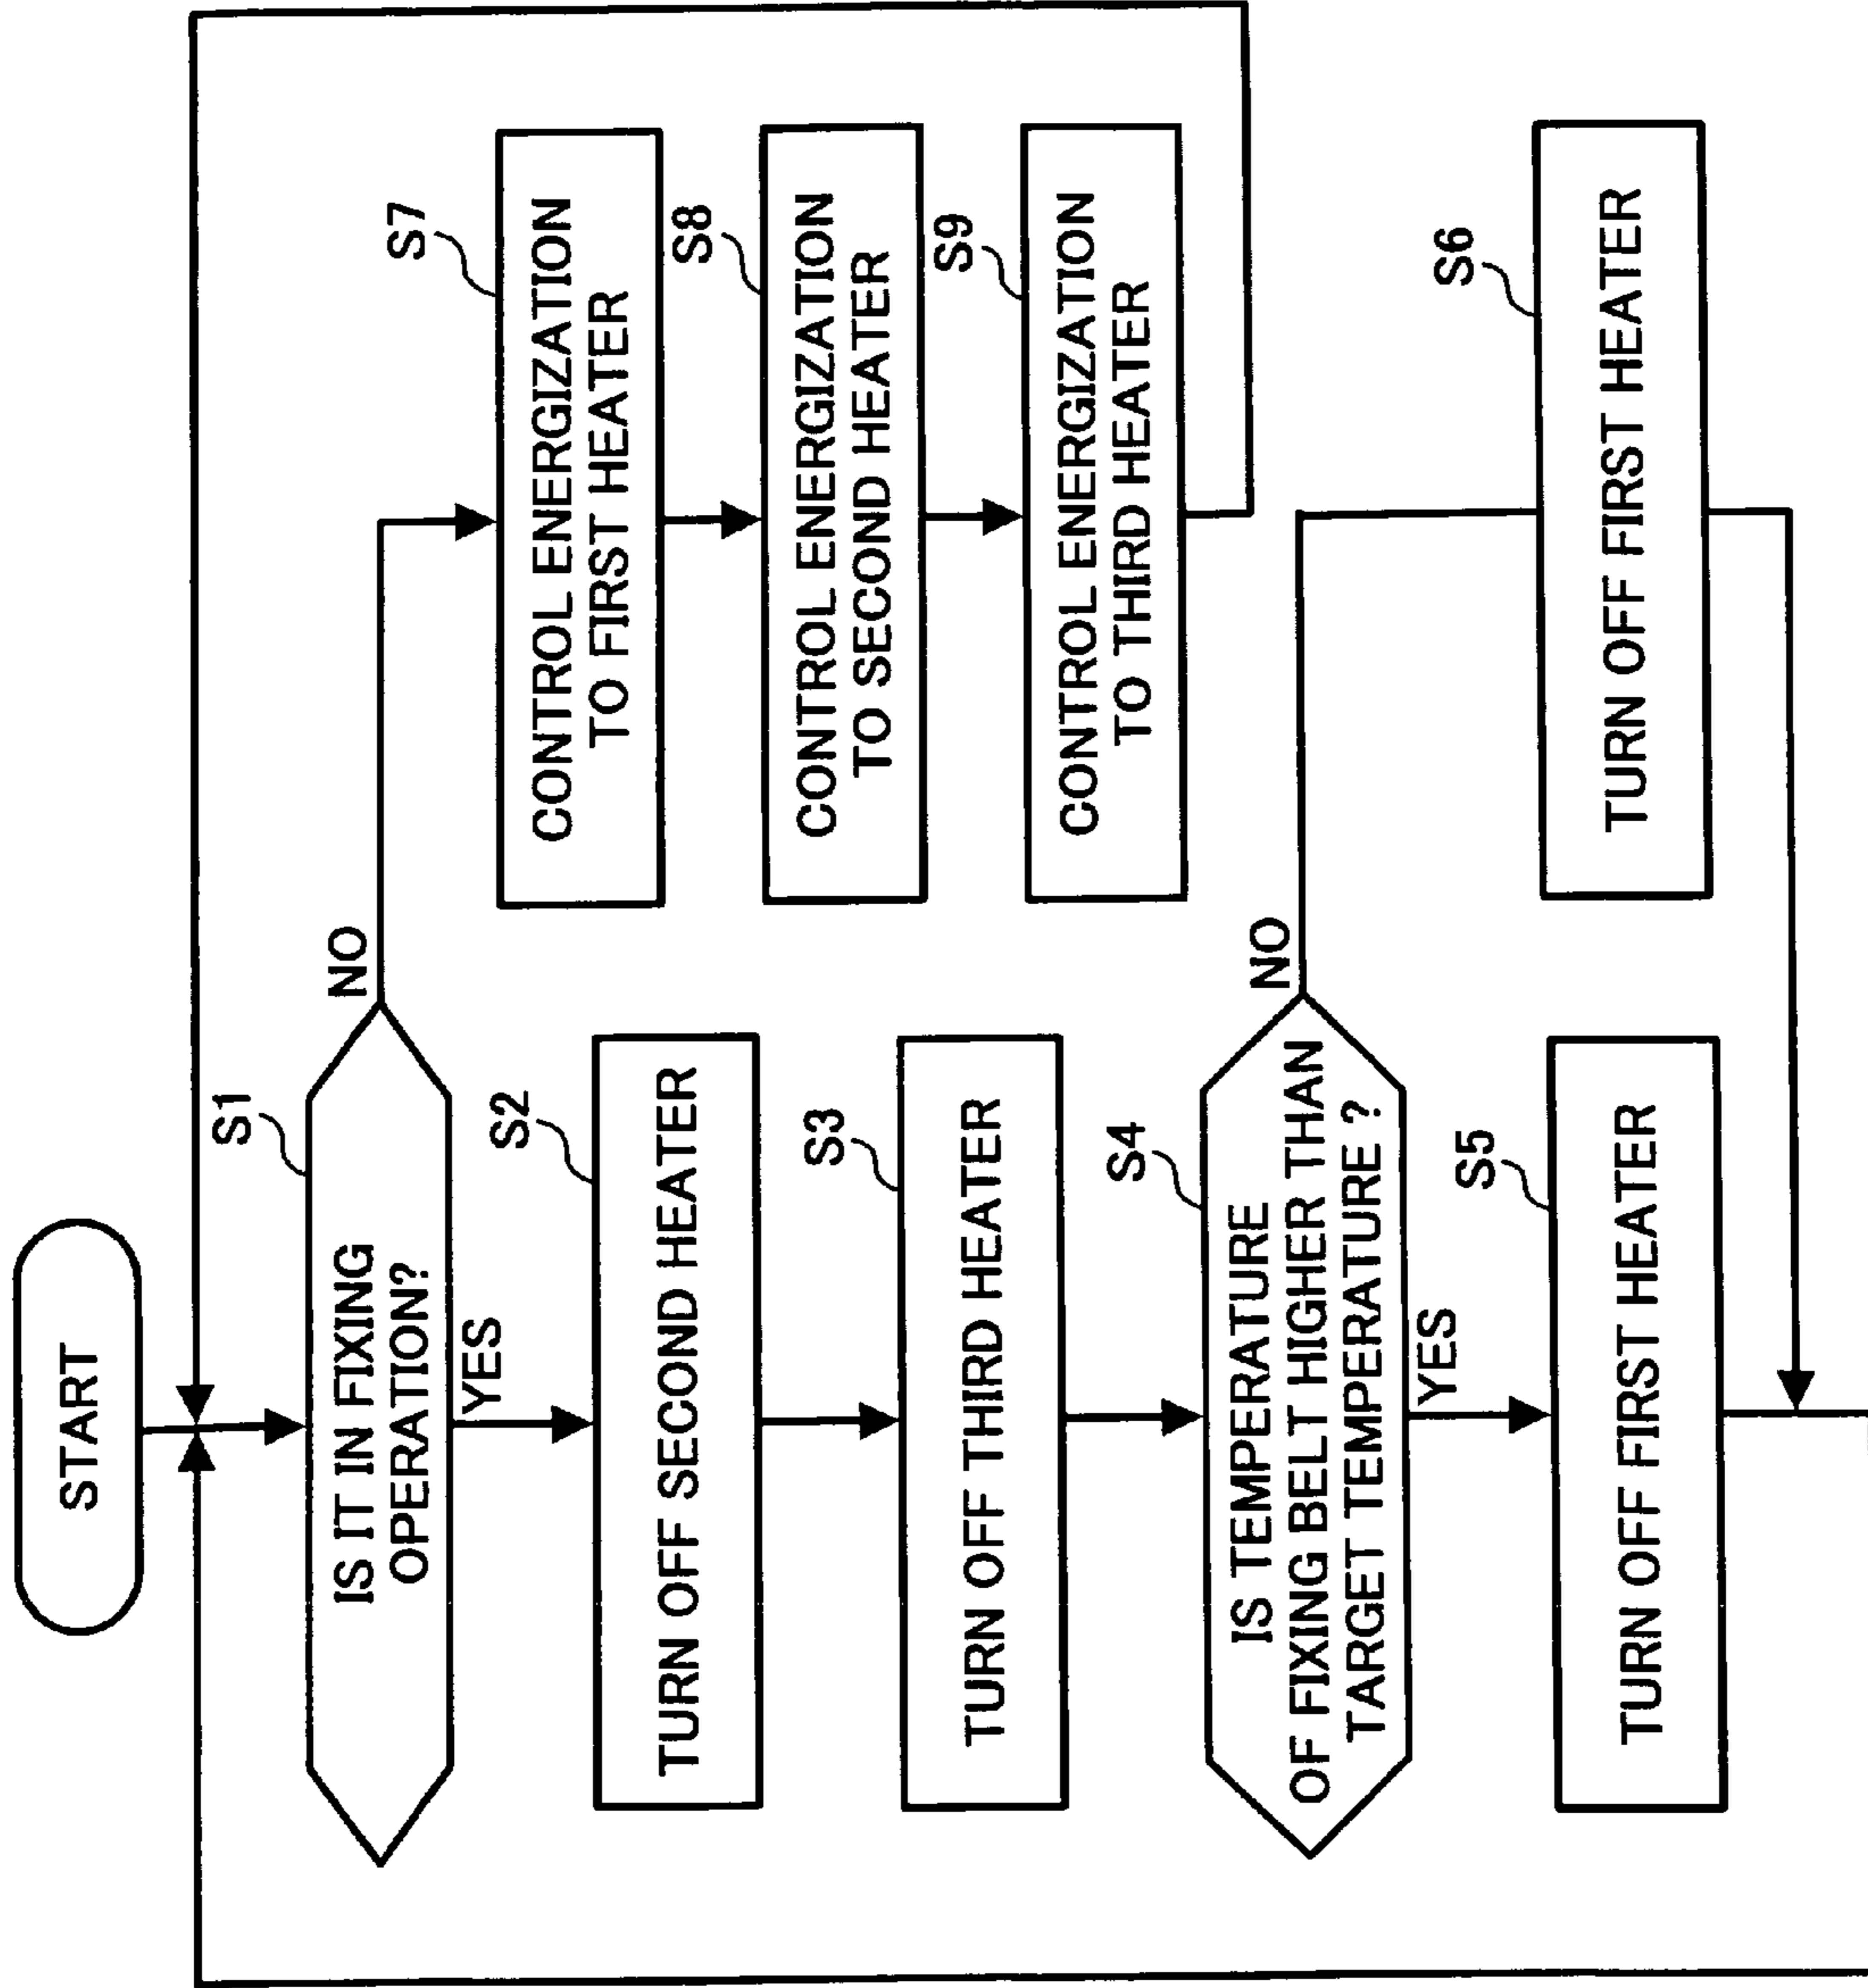 START
S1
IS IT IN FIXING
OPERATION?
NO
YES
S2
TURN OFF SECOND HEATER
S3
TURN OFF THIRD HEATER
S4
IS TEMPERATURE
OF FIXING BELT HIGHER THAN
TARGET TEMPERATURE ?
NO
YES
S5
TURN OFF FIRST HEATER
S6
TURN OFF FIRST HEATER
S7
CONTROL ENERGIZATION
TO FIRST HEATER
S8
CONTROL ENERGIZATION
TO SECOND HEATER
S9
CONTROL ENERGIZATION
TO THIRD HEATER